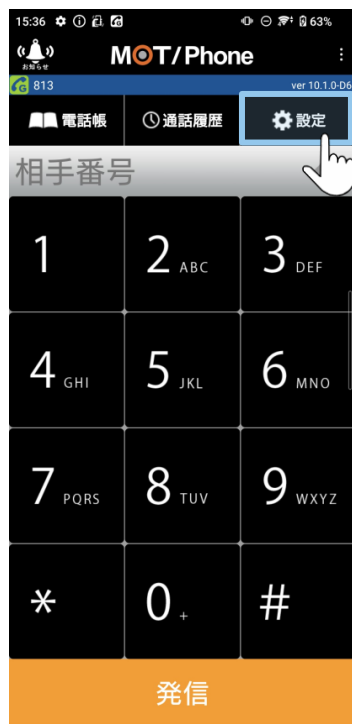 15:36 63%
お知らせ MOT/Phone
813 ver 10.1.0-D6
電話帳 通話履歴 設定
相手番号
1 2 ABC 3 DEF
4 GHI 5 JKL 6 MNO
7 PQRS 8 TUV 9 WXYZ
* 0 + #
発信